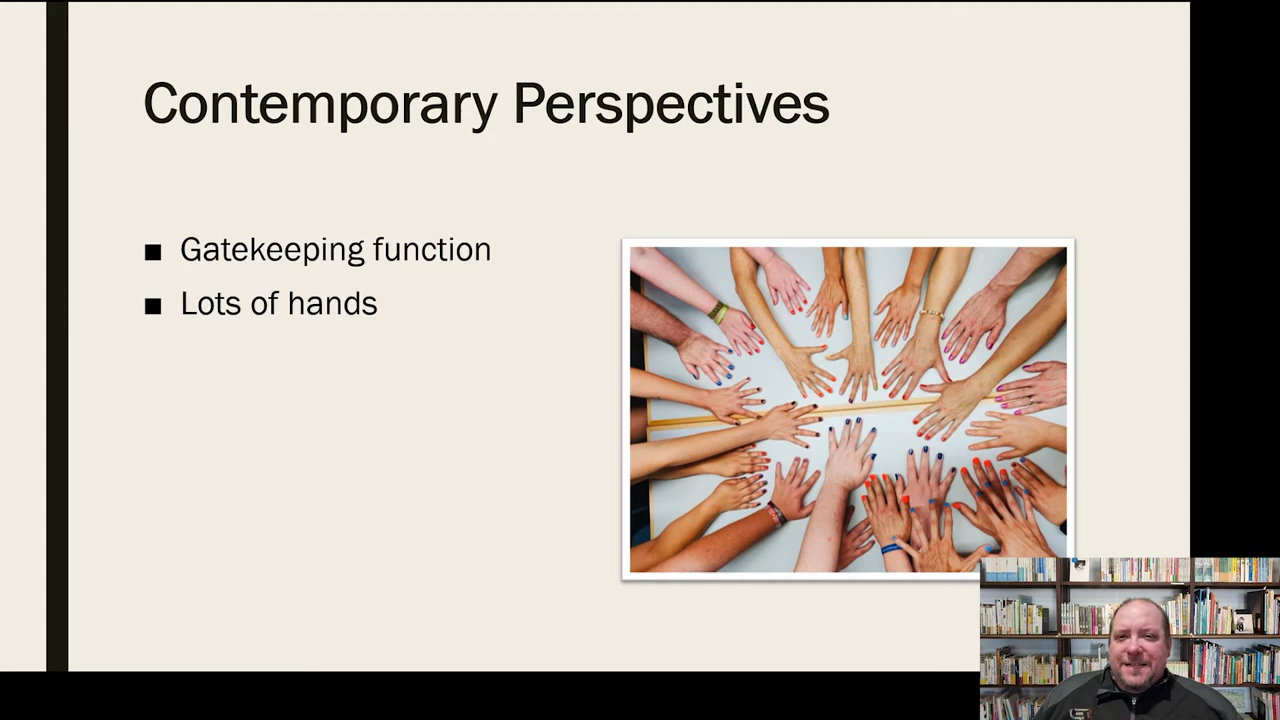 Contemporary Perspectives
■ Gatekeeping function
■ Lots of hands